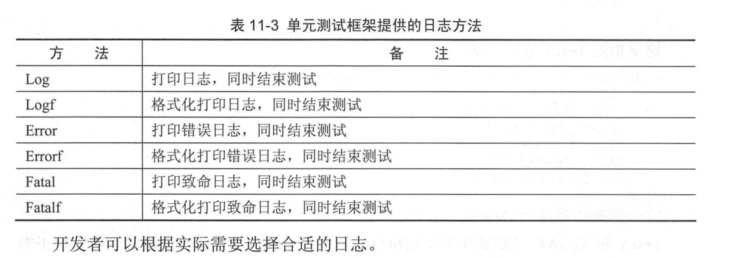 表 11-3 单元测试框架提供的日志方法
方 法 备 注
Log 打印日志，同时结束测试
Logf 格式化打印日志，同时结束测试
Error 打印错误日志，同时结束测试
Errorf 格式化打印错误日志，同时结束测试
Fatal 打印致命日志，同时结束测试
Fatalf 格式化打印致命日志，同时结束测试
开发者可以根据实际需要选择合适的日志。